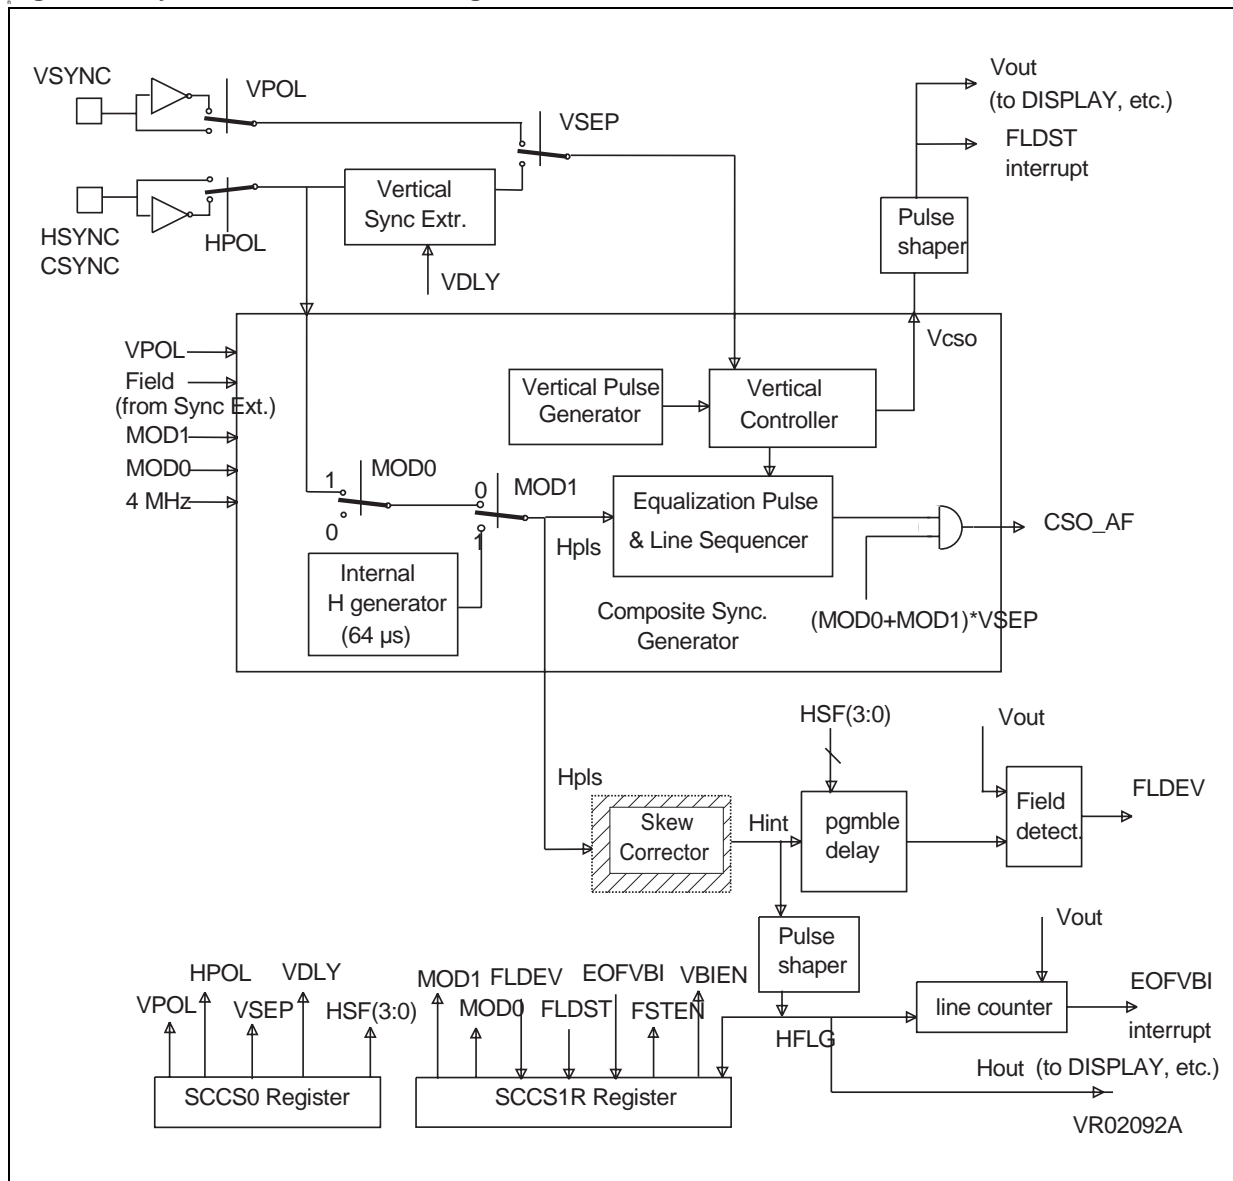 VSYNC
VPOL
VSEP
Vout
(to DISPLAY, etc.)
FLDST
interrupt
HSYNC
CSYNC
HPOL
Vertical
Sync Extr.
VDLY
Pulse
shaper
Vcso
VPOL
Field
(from Sync Ext.)
MOD1
MOD0
4 MHz
Vertical Pulse
Generator
Vertical
Controller
1
MOD0
0
0
MOD1
1
Hpls
Equalization Pulse
& Line Sequencer
CSO_AF
Internal
H generator
(64 µs)
Composite Sync.
Generator
(MOD0+MOD1)*VSEP
HSF(3:0)
Vout
Hpls
Skew
Corrector
Hint
pgmble
delay
Field
detect.
FLDEV
Pulse
shaper
Vout
line counter
EOFVBI
interrupt
HFLG
Hout (to DISPLAY, etc.)
VPOL
HPOL
VSEP
VDLY
HSF(3:0)
SCCS0 Register
MOD1
MOD0
FLDEV
FLDST
EOFVBI
FSTEN
VBIEN
SCCS1R Register
VR02092A